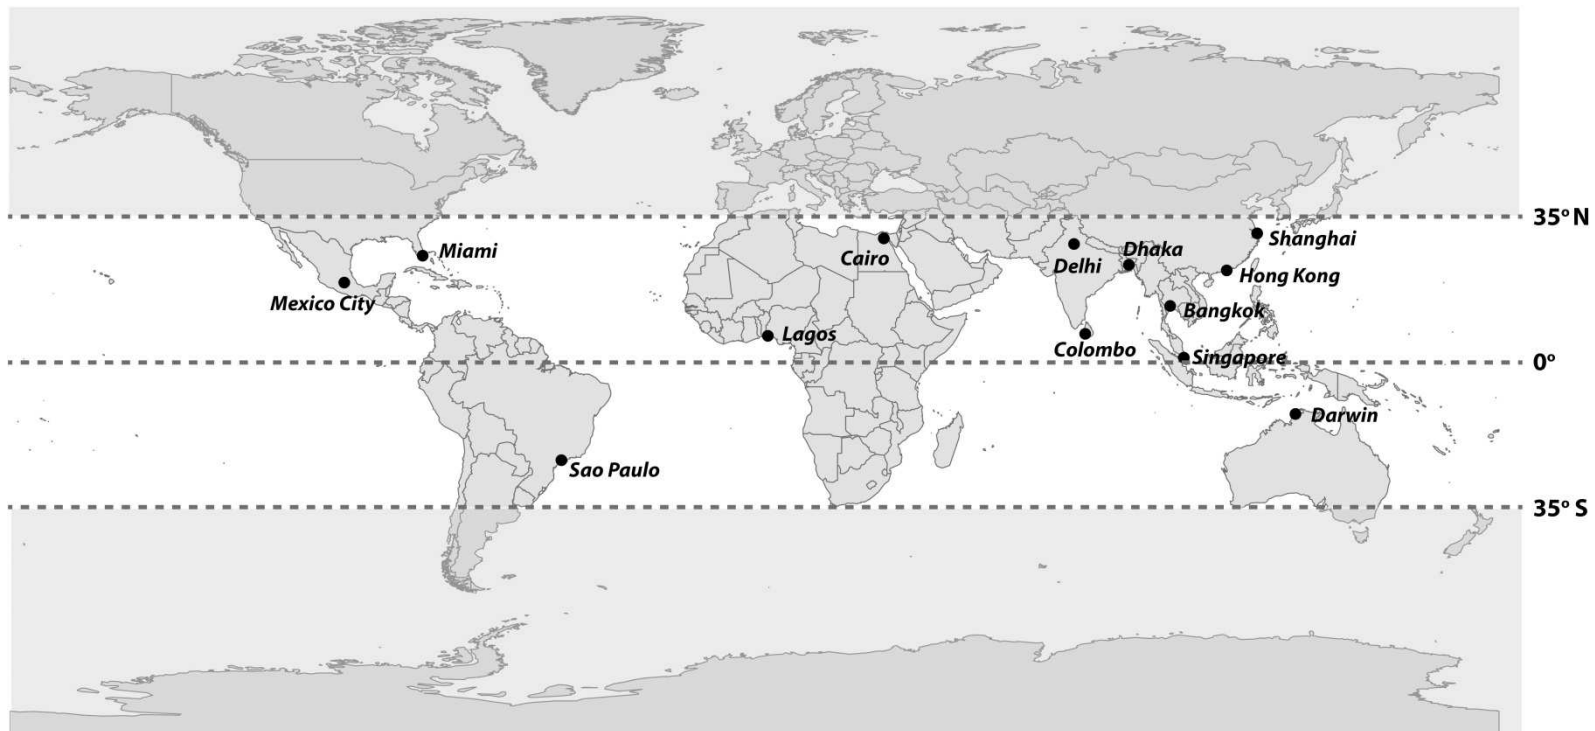 35° N
Shanghai
Miami
Dhaka
Cairo
Delhi
Hong Kong
Mexico City
Bangkok
Lagos
Colombo
Singapore
0°
Darwin
Sao Paulo
35° S